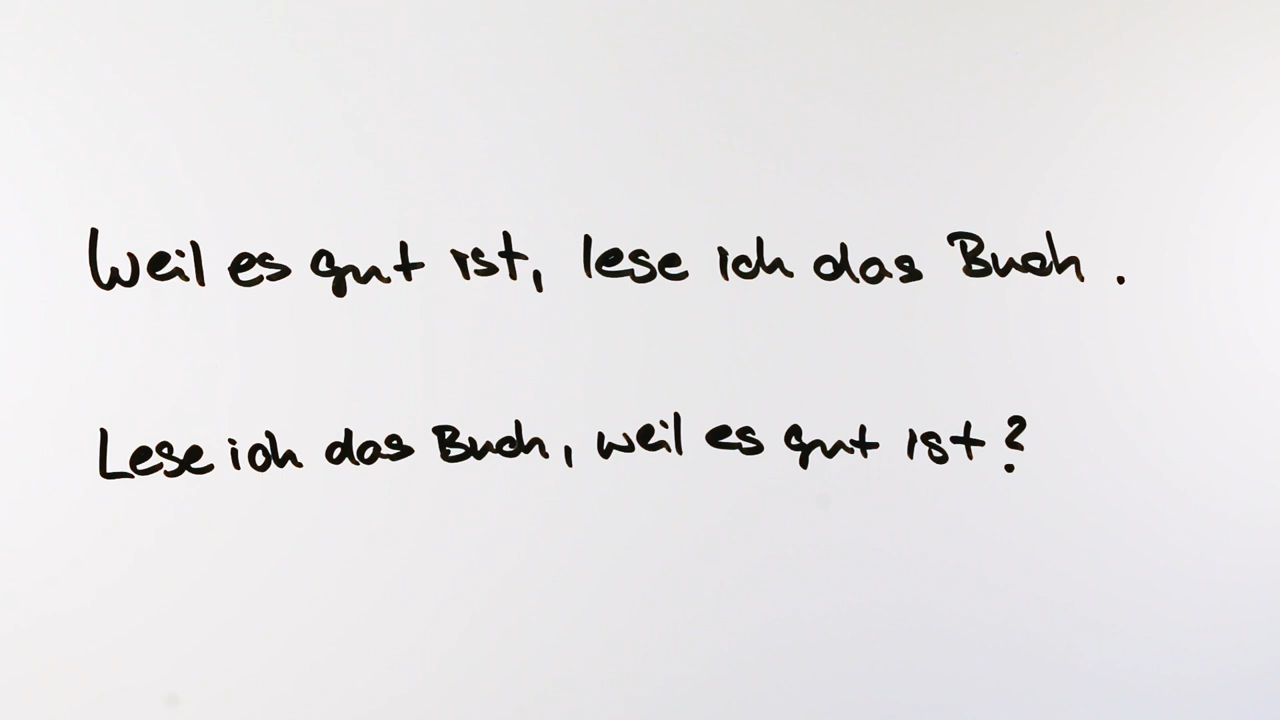 Weil es gut ist, lese ich das Buch.
Lese ich das Buch, weil es gut ist?